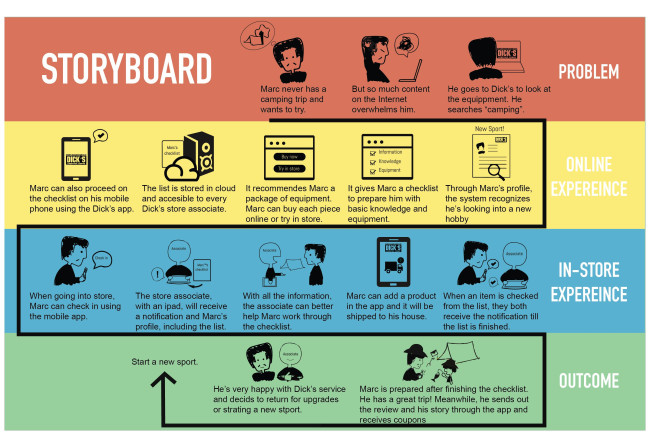 STORYBOARD
DICK'S
PROBLEM
Marc never has a
camping trip and
wants to try.
But so much content
on the Internet
overwhelms him.
He goes to Dick's to look at
the equippment. He
searches "camping".
DICK'S
Marc's
checklist
Buy now
Try in store
Information
Knowledge
Equipment
New Sport!
ONLINE
EXPEREINCE
Marc can also proceed on
the checklist on his mobile
phone using the Dick's app.
The list is stored in cloud
and accesible to every
Dick's store associate.
It recommendes Marc a
package of equipment.
Marc can buy each piece
online or try in store.
It gives Marc a checklist
to prepare him with
basic knowledge and
equipment.
Through Marc's profile,
the system recognizes
he's looking into a new
hobby
Check in
Associate
Marc's
checklist
Associate
DICK'S
Associate
IN-STORE
EXPEREINCE
When going into store,
Marc can check in using
the mobile app.
The store associate,
with an ipad, will receive
a notification and Marc's
profile, including the list.
With all the information,
the associate can better
help Marc work through
the checklist.
Marc can add a product
in the app and it will be
shipped to his house.
When an item is checked
from the list, they both
receive the notification till
the list is finished.
Start a new sport.
Associate
OUTCOME
He's very happy with Dick's service
and decids to return for upgrades
or strating a new stport.
Marc is prepared after finishing the checklist.
He has a great trip! Meanwhile, he sends out
the review and his story through the app and
receives coupons